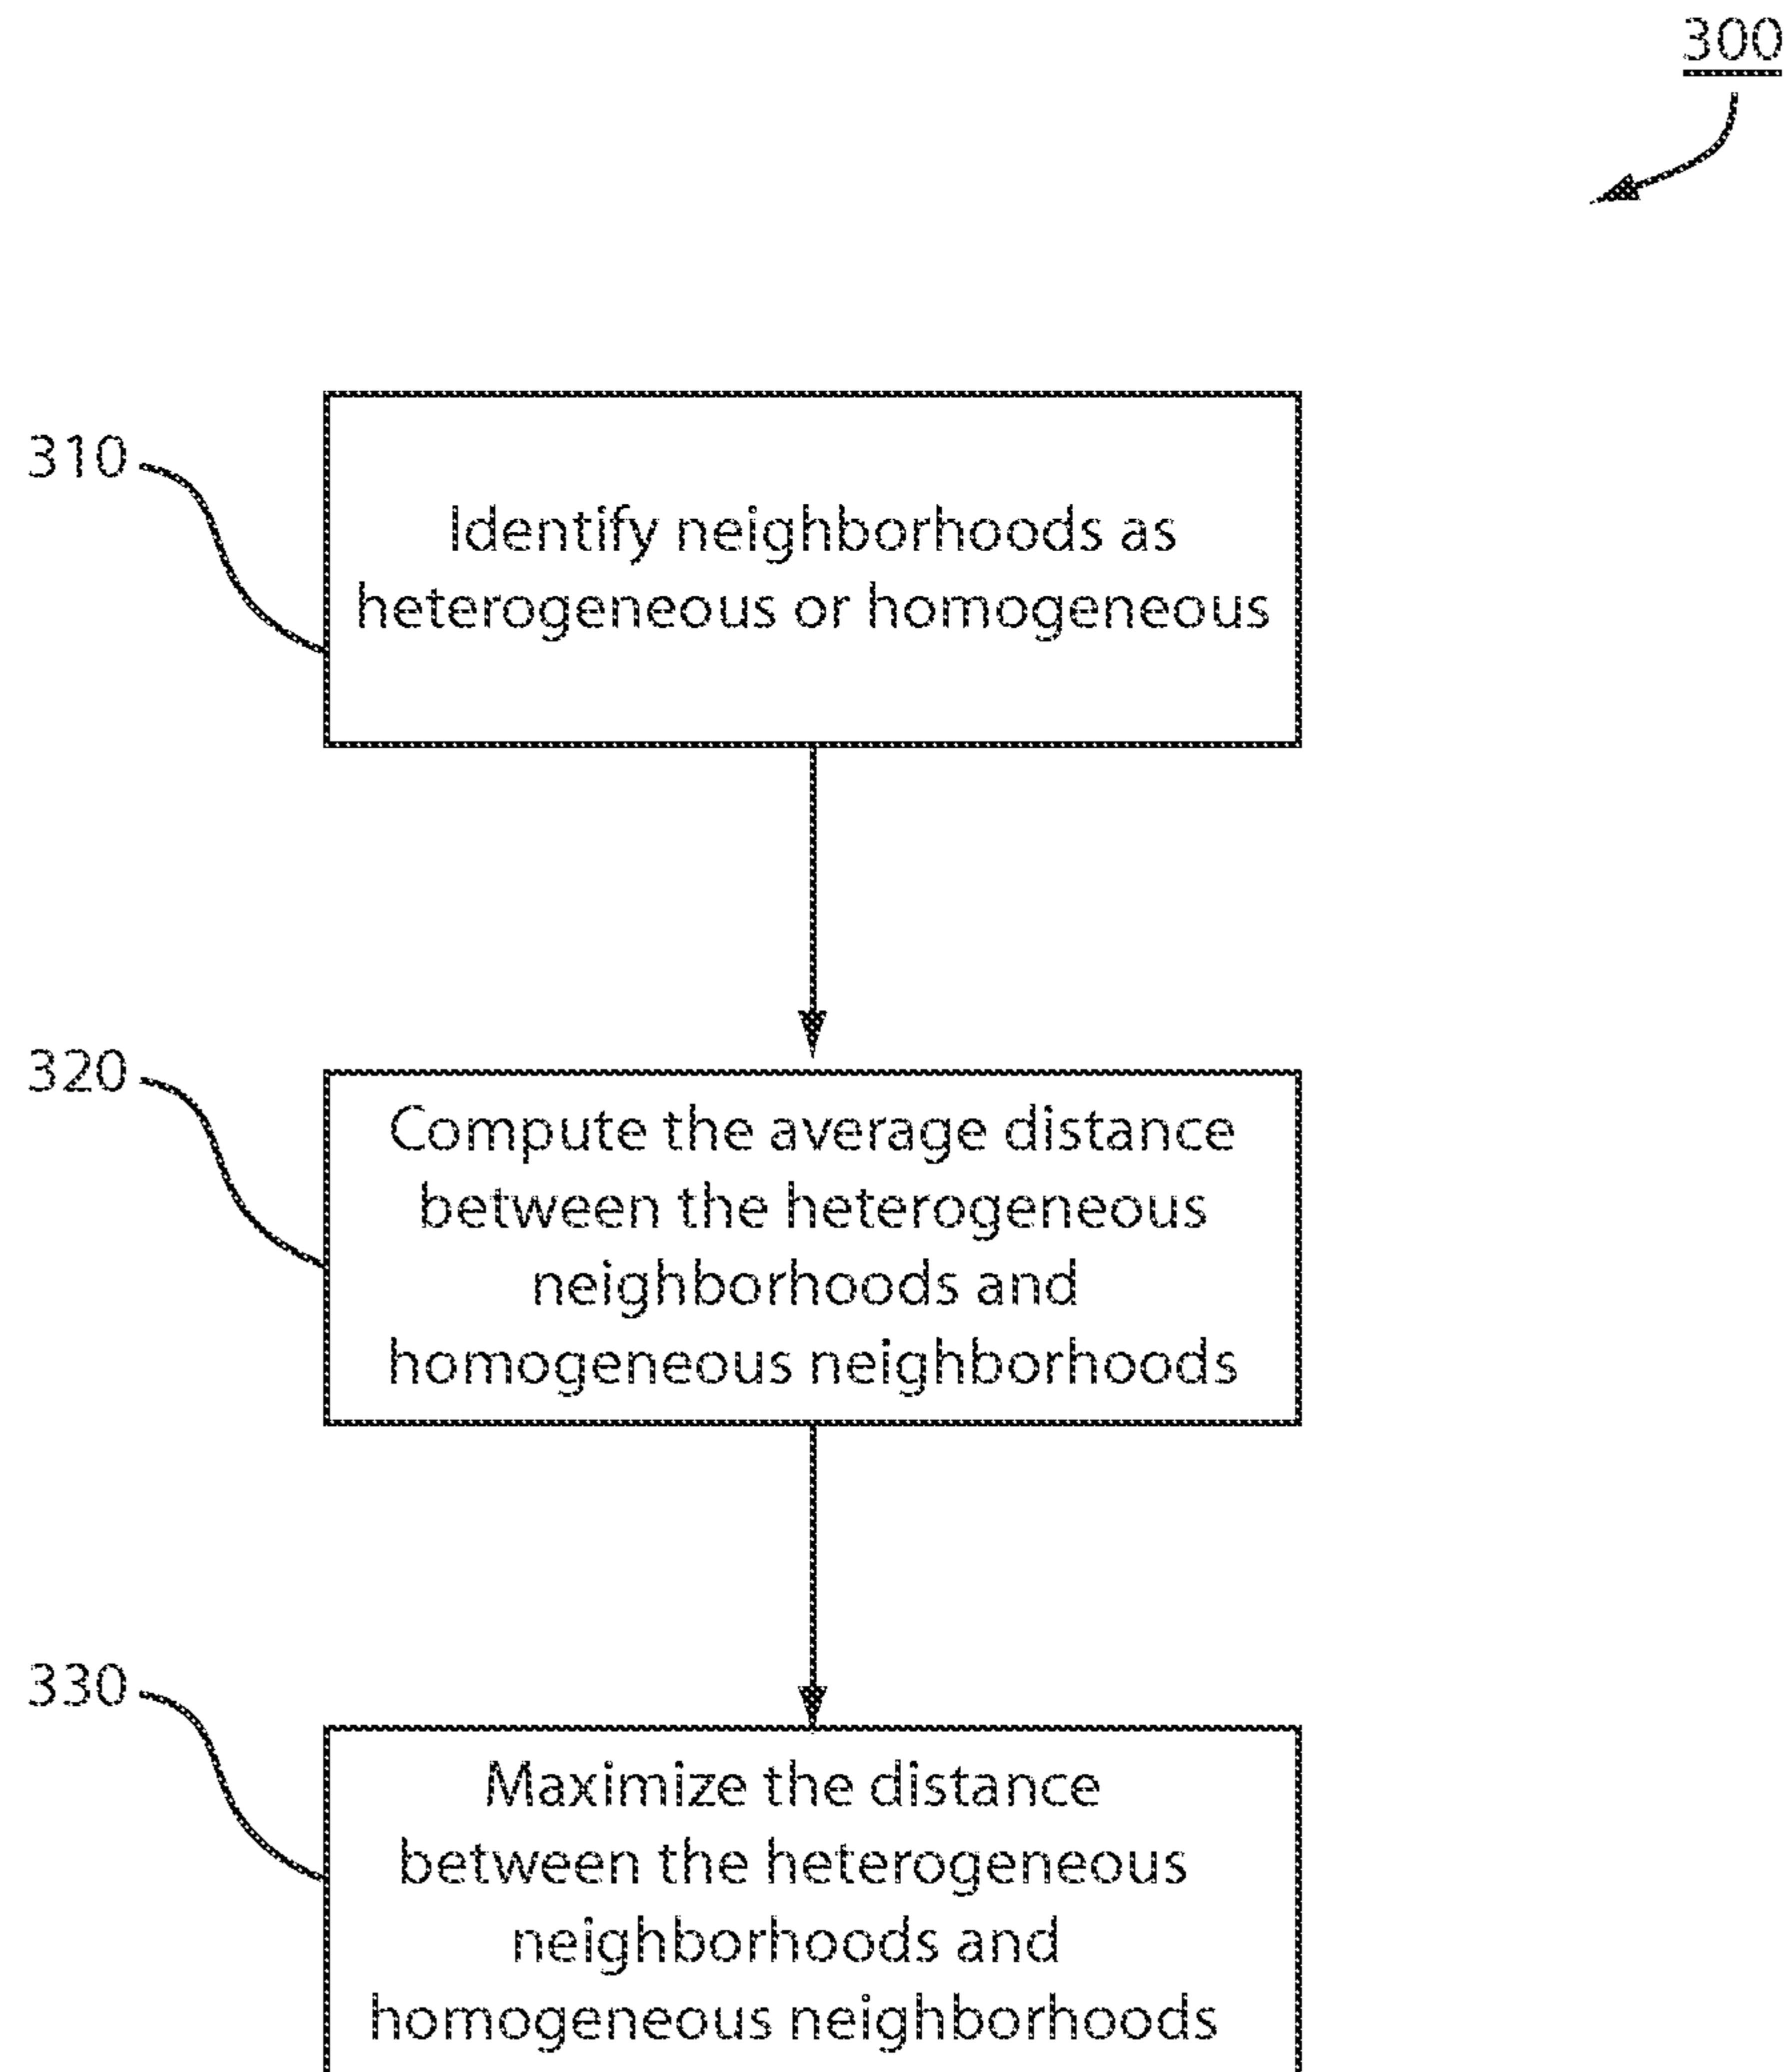 300
310
Identify neighborhoods as
heterogeneous or homogeneous
320
Compute the average distance
between the heterogeneous
neighborhoods and
homogeneous neighborhoods
330
Maximize the distance
between the heterogeneous
neighborhoods and
homogeneous neighborhoods